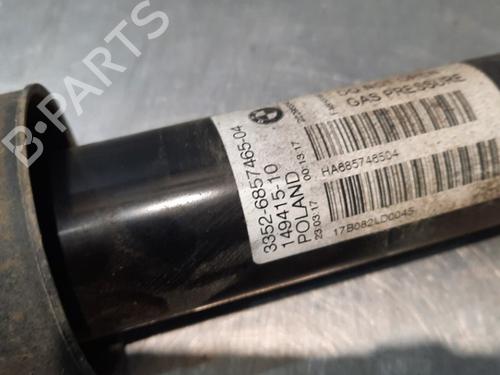 B-PARTS
GAS PRESSURE
3352-6857465-04
149415-10
POLAND
23.03.17 00:13:17
HA685746504
17B082LD0045